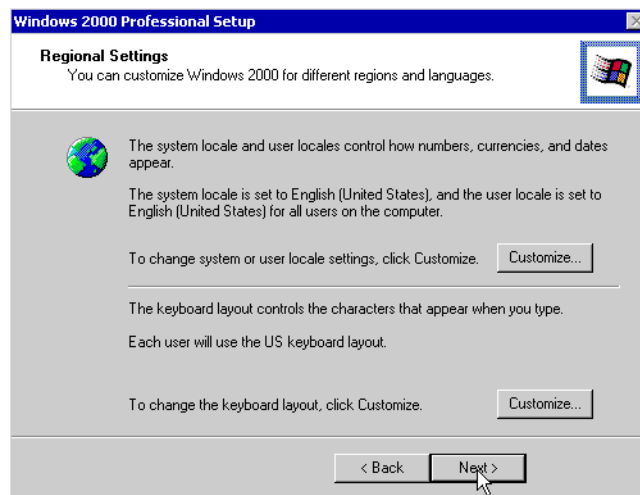 Windows 2000 Professional Setup
Regional Settings
You can customize Windows 2000 for different regions and languages.
The system locale and user locales control how numbers, currencies, and dates
appear.
The system locale is set to English (United States), and the user locale is set to
English (United States) for all users on the computer.
To change system or user locale settings, click Customize.
Customize...
The keyboard layout controls the characters that appear when you type.
Each user will use the US keyboard layout.
To change the keyboard layout, click Customize.
Customize...
< Back
Next >